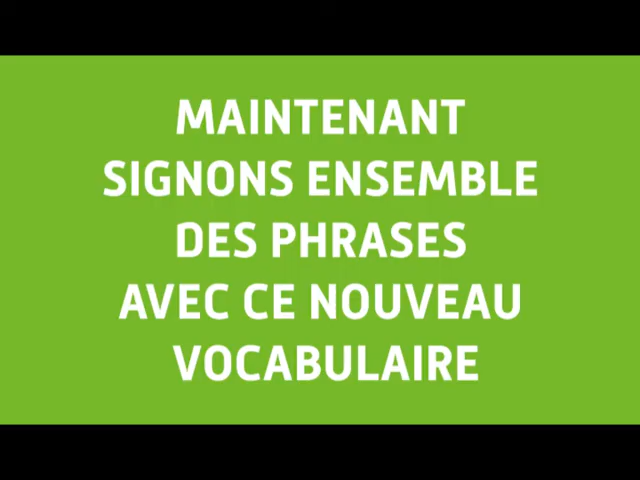 MAINTENANT
SIGNONS ENSEMBLE
DES PHRASES
AVEC CE NOUVEAU
VOCABULAIRE